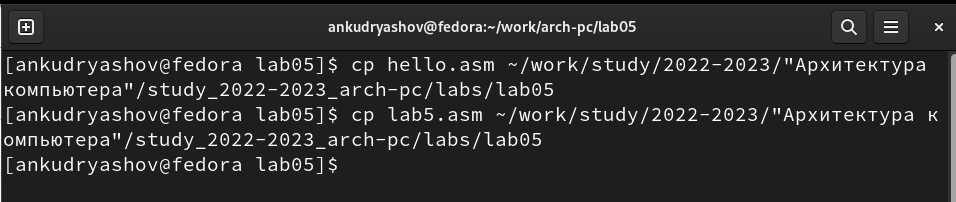 ankudryashov@fedora:~/work/arch-pc/lab05
[ankudryashov@fedora lab05]$ cp hello.asm ~/work/study/2022-2023/"Архитектура
компьютера"/study_2022-2023_arch-pc/labs/lab05
[ankudryashov@fedora lab05]$ cp lab5.asm ~/work/study/2022-2023/"Архитектура к
омпьютера"/study_2022-2023_arch-pc/labs/lab05
[ankudryashov@fedora lab05]$